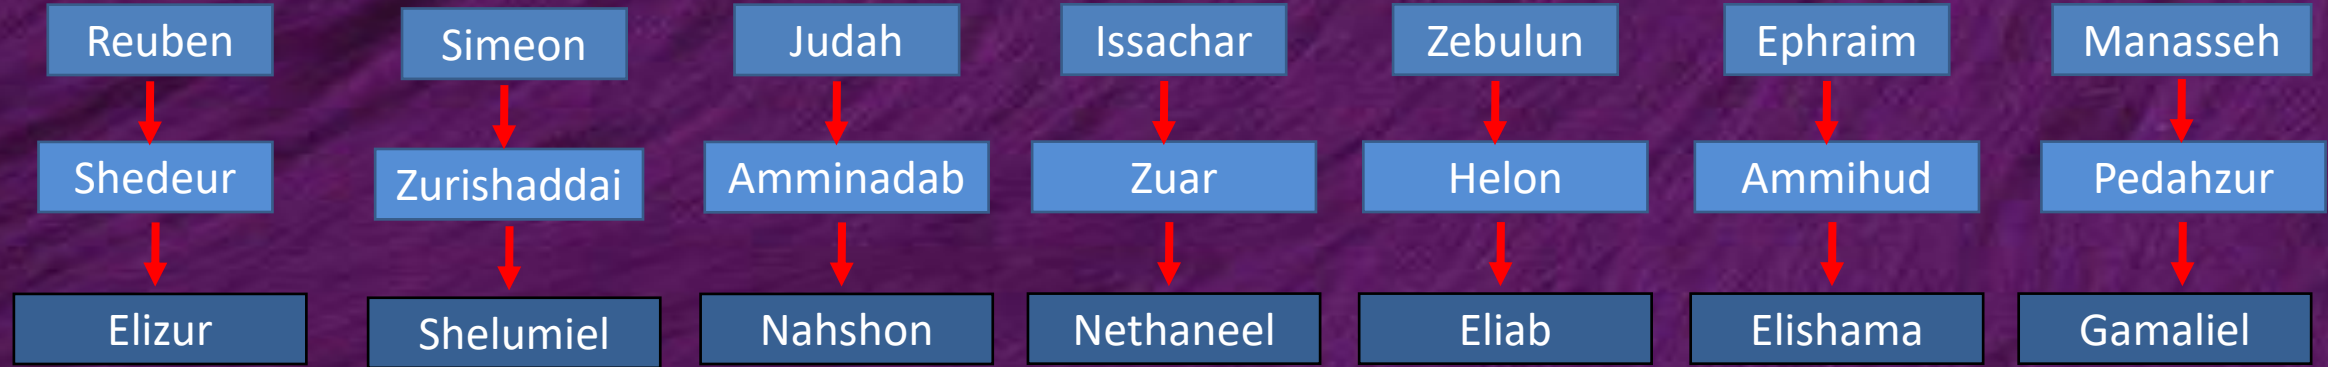 Reuben
Simeon
Judah
Issachar
Zebulun
Ephraim
Manasseh
Shedeur
Zurishaddai
Amminadab
Zuar
Helon
Ammihud
Pedahzur
Elizur
Shelumiel
Nahshon
Nethaneel
Eliab
Elishama
Gamaliel